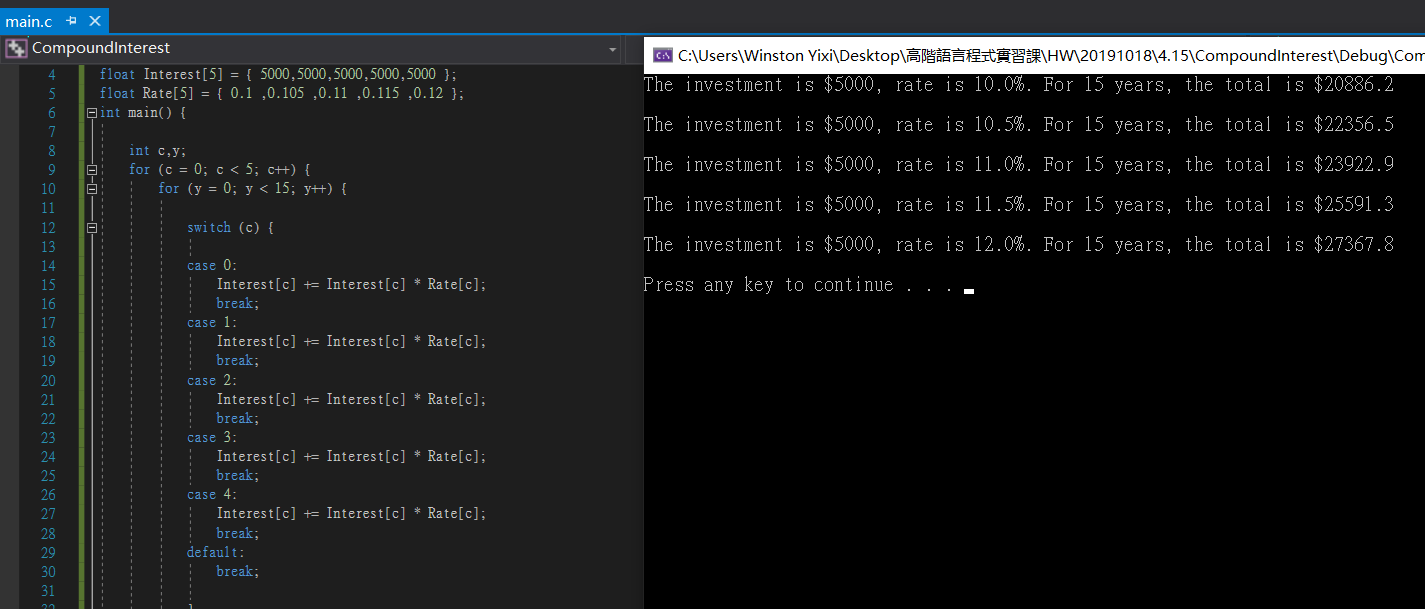 main.c
CompoundInterest
4 float Interest[5] = { 5000,5000,5000,5000,5000 };
5 float Rate[5] = { 0.1 ,0.105 ,0.11 ,0.115 ,0.12 };
6 int main() {
7
8 int c,y;
9 for (c = 0; c < 5; c++) {
10 for (y = 0; y < 15; y++) {
11
12 switch (c) {
13
14 case 0:
15 Interest[c] += Interest[c] * Rate[c];
16 break;
17 case 1:
18 Interest[c] += Interest[c] * Rate[c];
19 break;
20 case 2:
21 Interest[c] += Interest[c] * Rate[c];
22 break;
23 case 3:
24 Interest[c] += Interest[c] * Rate[c];
25 break;
26 case 4:
27 Interest[c] += Interest[c] * Rate[c];
28 break;
29 default:
30 break;
31
32 }
C:\Users\Winston Yixi\Desktop\高階語言程式實習課\HW\20191018\4.15\CompoundInterest\Debug\Com
The investment is $5000, rate is 10.0%. For 15 years, the total is $20886.2
The investment is $5000, rate is 10.5%. For 15 years, the total is $22356.5
The investment is $5000, rate is 11.0%. For 15 years, the total is $23922.9
The investment is $5000, rate is 11.5%. For 15 years, the total is $25591.3
The investment is $5000, rate is 12.0%. For 15 years, the total is $27367.8
Press any key to continue . . .